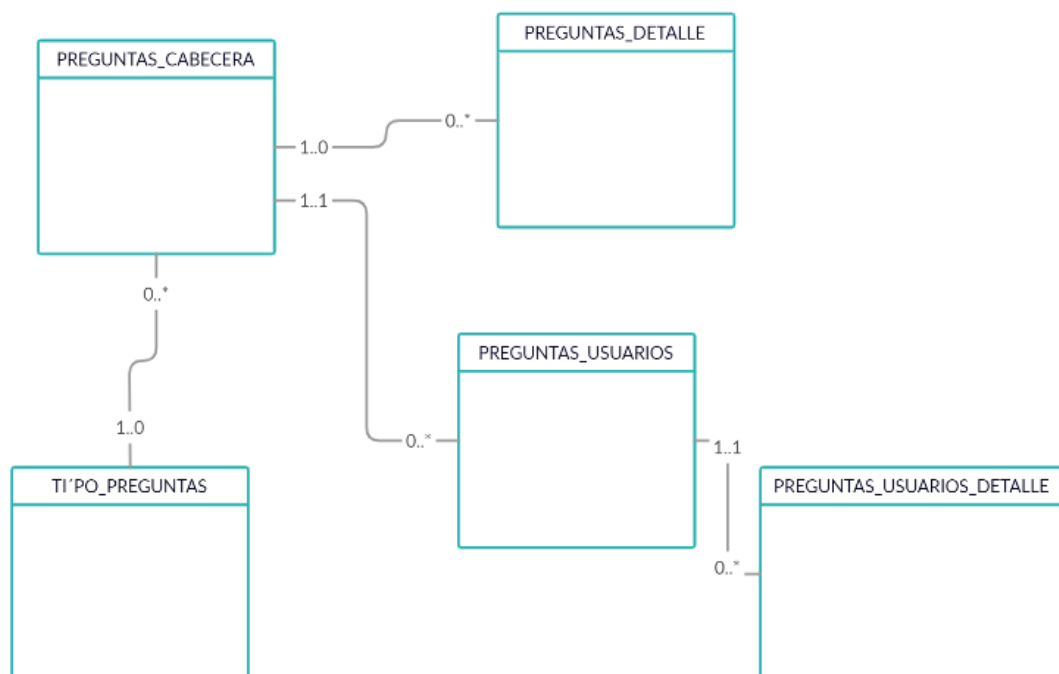 PREGUNTAS_DETALLE
PREGUNTAS_CABECERA
0..*
1..0
1..1
0..*
PREGUNTAS_USUARIOS
1..0
0..*
1..1
TI´PO_PREGUNTAS
PREGUNTAS_USUARIOS_DETALLE
0..*